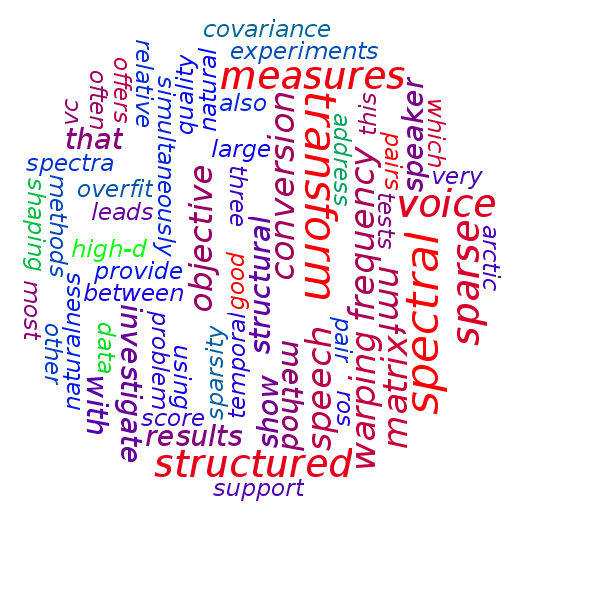 covariance
experiments
measures
also
large
that
spectra
overfit
leads
high-d
provide
between
score
results
structured
support
very
voice
cv
often
offers
relative
simultaneously
quality
natural
conversion
transform
address
this
pairs
speaker
which
tests
arctic
sparse
spectral
shaping
methods
most
other
naturalness
data
with
investigate
problem
using
objective
three
good
structural
temporal
sparsity
show
method
speech
pair
ros
warping frequency
matrix
mmf